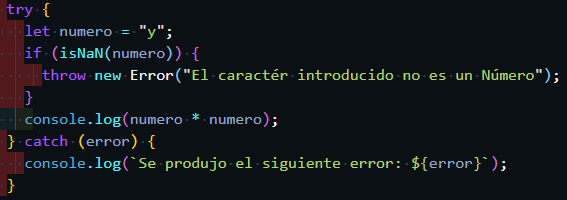 try {
let numero = "y";
if (isNaN(numero)) {
throw new Error("El caractér introducido no es un Número");
}
console.log(numero * numero);
} catch (error) {
console.log(`Se produjo el siguiente error: ${error}`);
}